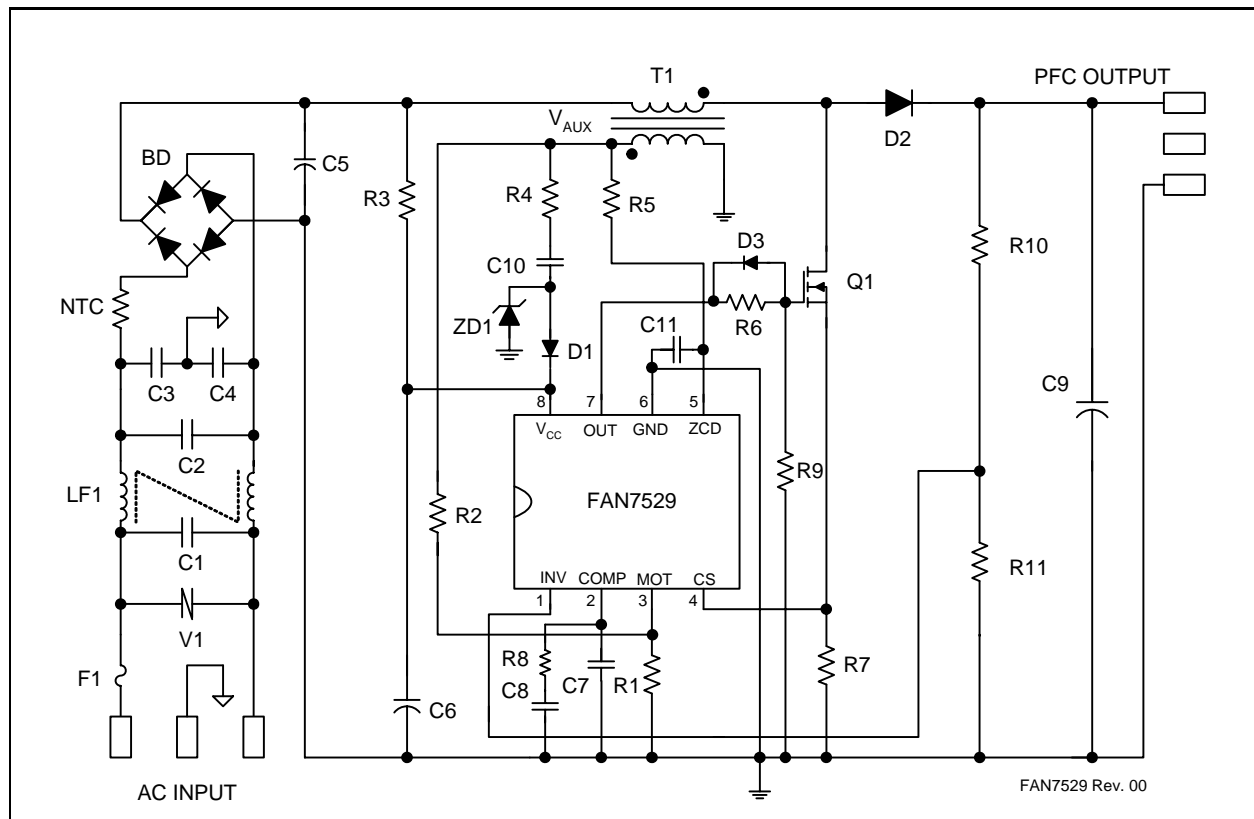 T1
PFC OUTPUT
VAUX
D2
BD
C5
R3
R4
R5
D3
R10
C10
Q1
NTC
ZD1
R6
C11
D1
C3
C4
C9
8
7
6
5
VCC
OUT
GND
ZCD
C2
R9
LF1
FAN7529
R2
C1
R11
INV
COMP
MOT
CS
1
2
3
4
V1
R8
R7
F1
C7
R1
C8
C6
AC INPUT
FAN7529 Rev. 00